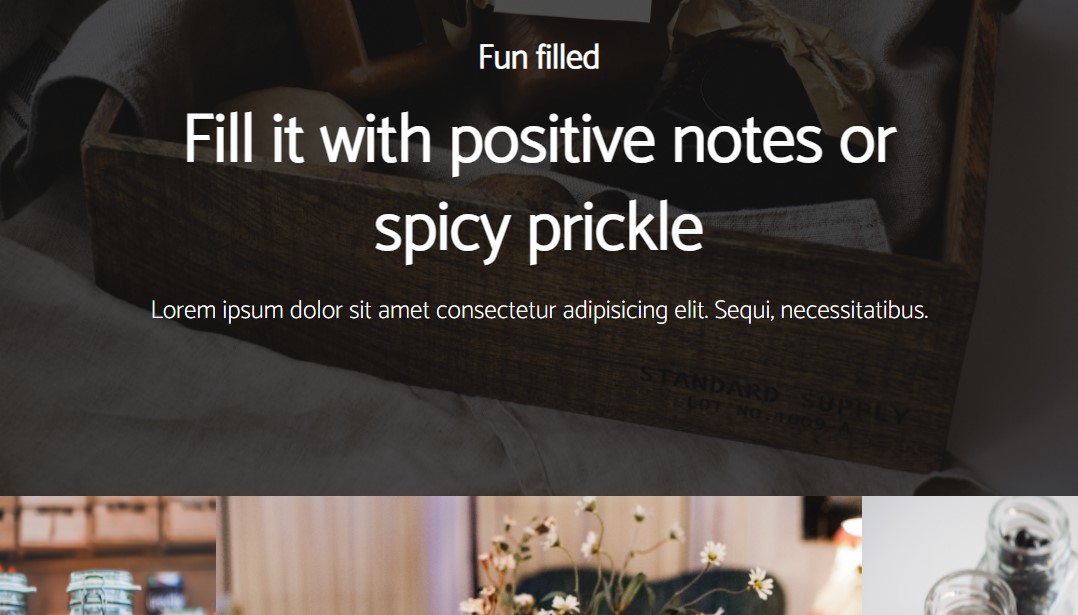 Fun filled
Fill it with positive notes or
spicy prickle
Lorem ipsum dolor sit amet consectetur adipisicing elit. Sequi, necessitatibus.
STANDARD SUPPLY
LOT NO. 1009-A